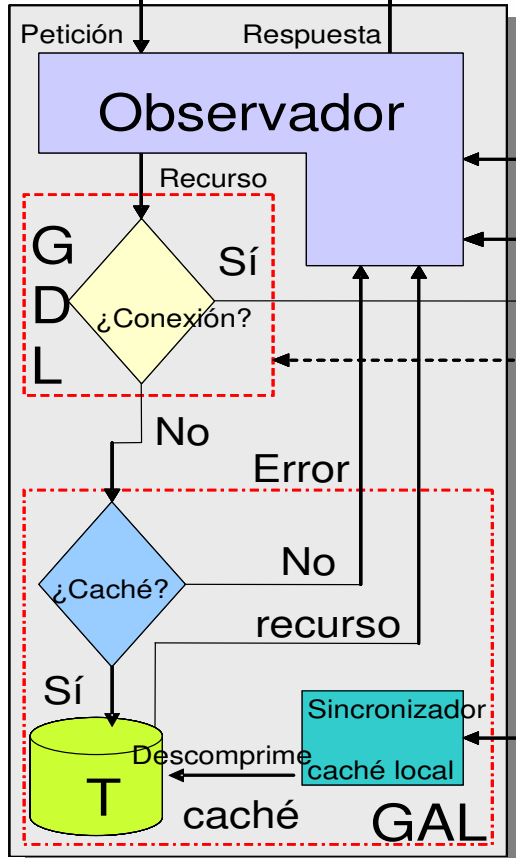 Petición
Respuesta
Observador
Recurso
G
D
L
Sí
¿Conexión?
No
Error
¿Caché?
No
recurso
Sí
Sincronizador
caché local
Descomprime
T
caché
GAL